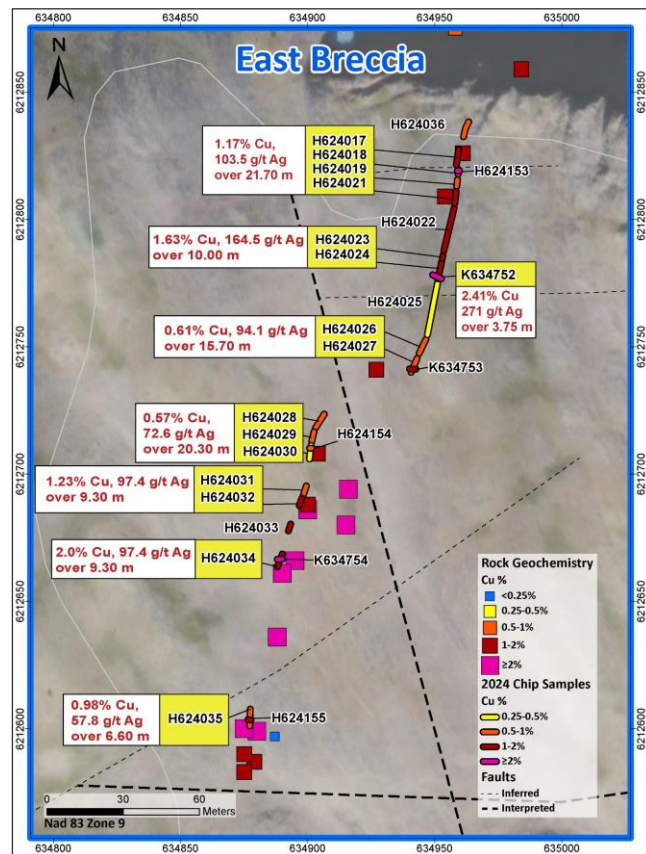 634800
634850
634900
634950
635000
East Breccia
N
6212850
6212850
H624036
1.17% Cu,
103.5 g/t Ag
over 21.70 m
H624017
H624018
H624019
H624021
H624153
6212800
6212800
H624022
1.63% Cu, 164.5 g/t Ag
over 10.00 m
H624023
H624024
K634752
2.41% Cu
271 g/t Ag
over 3.75 m
H624025
6212750
6212750
0.61% Cu, 94.1 g/t Ag
over 15.70 m
H624026
H624027
K634753
0.57% Cu,
72.6 g/t Ag
over 20.30 m
H624028
H624029
H624030
H624154
6212700
6212700
1.23% Cu, 97.4 g/t Ag
over 9.30 m
H624031
H624032
H624033
2.0% Cu, 97.4 g/t Ag
over 9.30 m
H624034
K634754
6212650
6212650
0.98% Cu,
57.8 g/t Ag
over 6.60 m
H624035
H624155
6212600
6212600
Rock Geochemistry
Cu %
<0.25%
0.25-0.5%
0.5-1%
1-2%
≥2%
2024 Chip Samples
Cu %
0.25-0.5%
0.5-1%
1-2%
≥2%
Faults
Inferred
Interpreted
0
30
60
Meters
Nad 83 Zone 9
634800
634850
634900
634950
635000